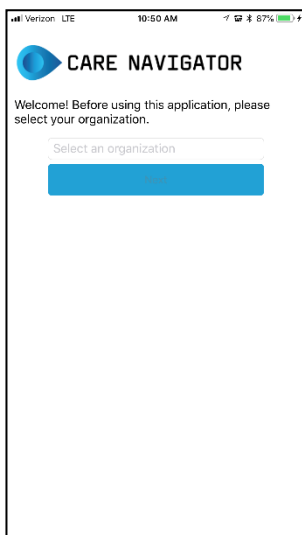 Verizon LTE 10:50 AM 87%
CARE NAVIGATOR
Welcome! Before using this application, please
select your organization.
Select an organization